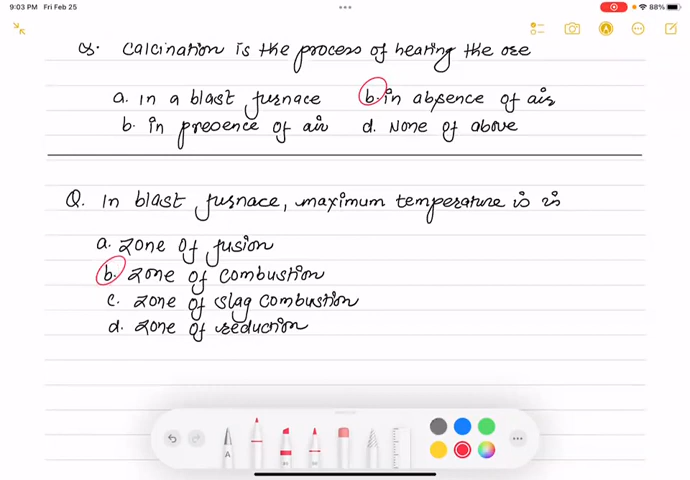 9:03 PM Fri Feb 25
88%
Q. Calcination is the process of heating the ore
a. In a blast furnace b. in absence of air
b. in presence of air d. None of above
Q. In blast furnace, maximum temperature is is
a. Zone of fusion
b. Zone of combustion
c. Zone of slag combustion
d. Zone of reduction
A